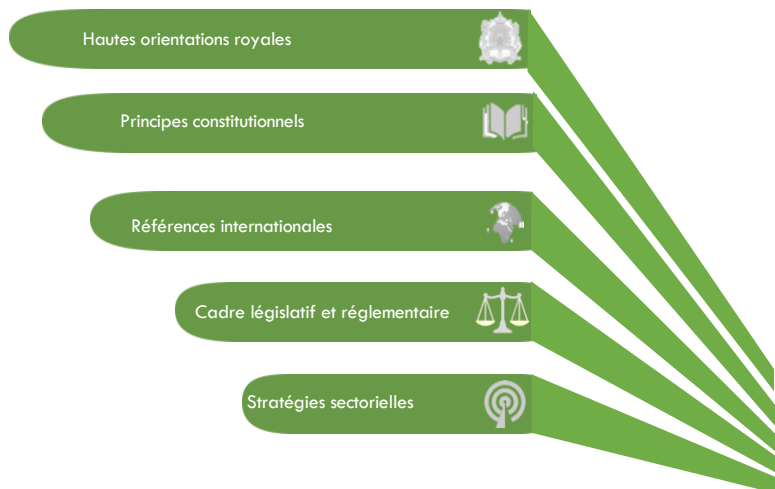 Hautes orientations royales
Principes constitutionnels
Références internationales
Cadre législatif et réglementaire
Stratégies sectorielles